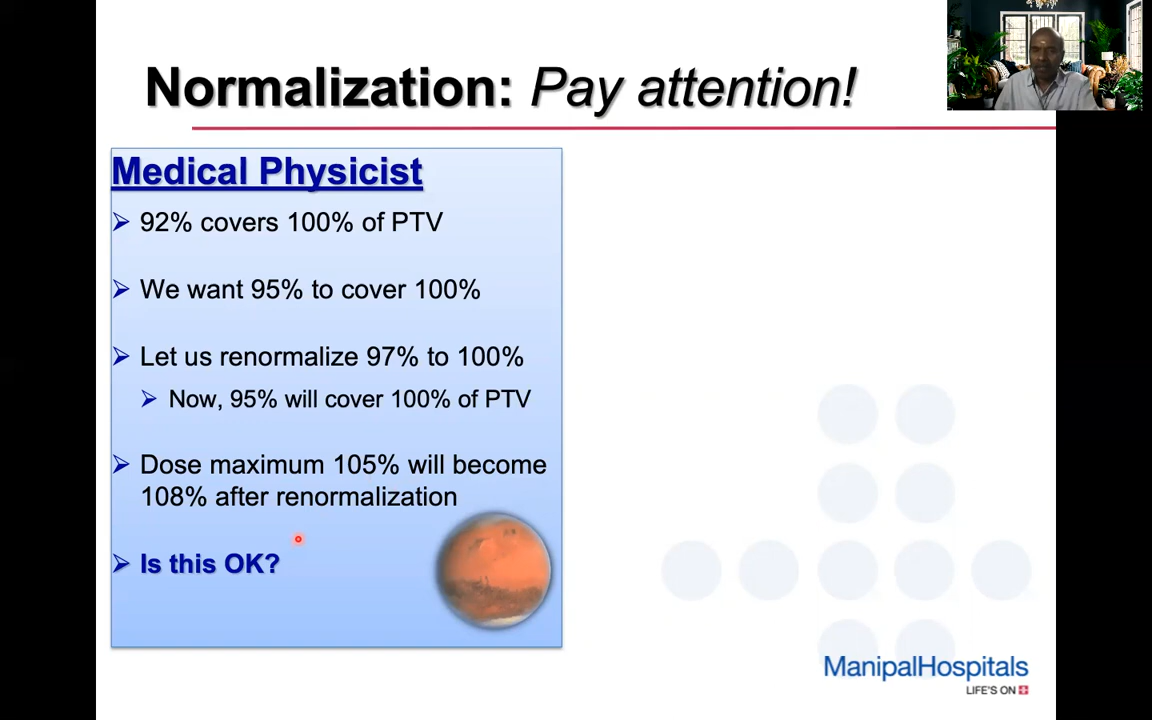 Normalization: Pay attention!
Medical Physicist
92% covers 100% of PTV
We want 95% to cover 100%
Let us renormalize 97% to 100%
Now, 95% will cover 100% of PTV
Dose maximum 105% will become
108% after renormalization
Is this OK?
ManipalHospitals
LIFE'S ON